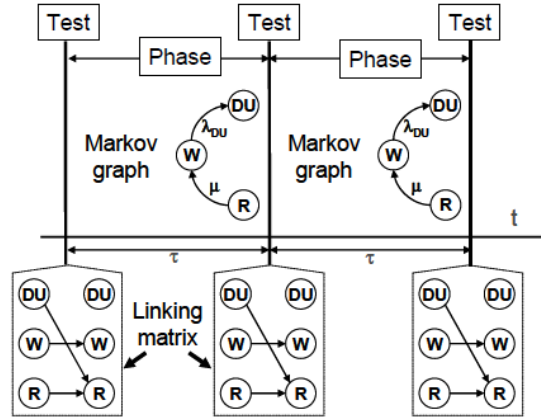 Test Test Test
Phase Phase
DU DU
λDU λDU
Markov graph Markov graph
W W
μ μ
R R
t
τ τ
DU DU DU DU DU DU
Linking matrix
W W W W W W
R R R R R R